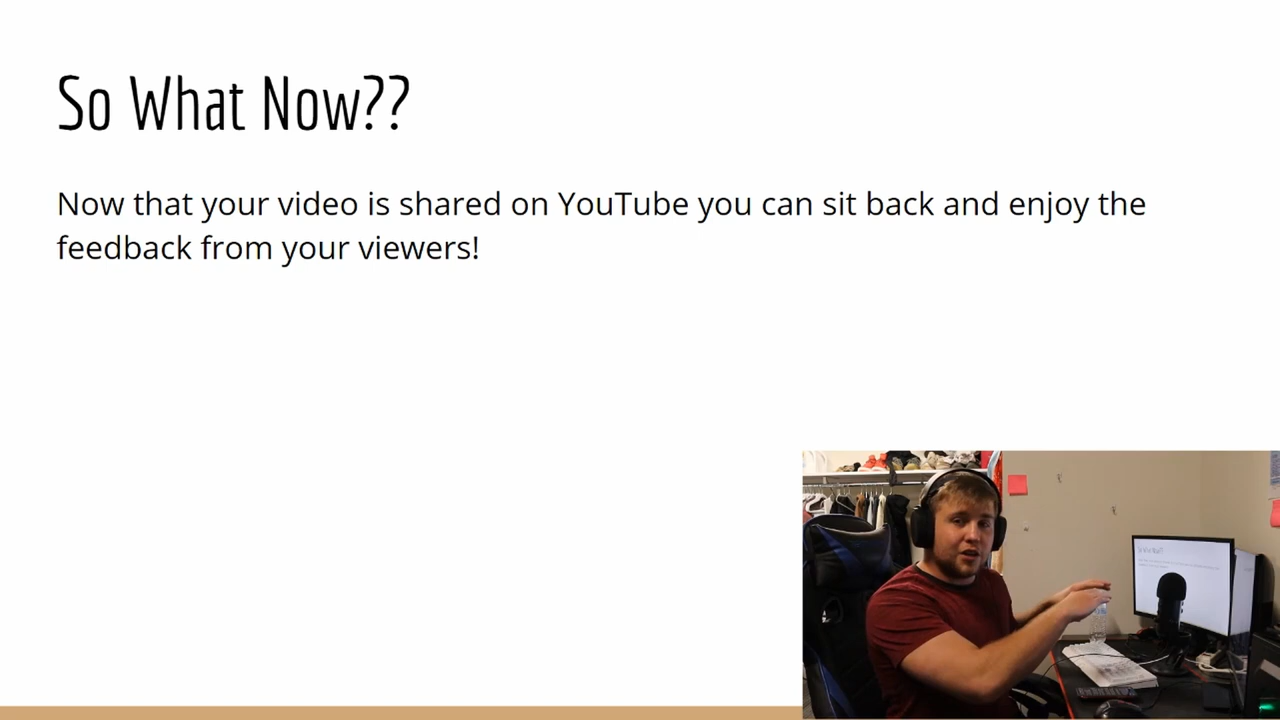 So What Now??
Now that your video is shared on YouTube you can sit back and enjoy the
feedback from your viewers!